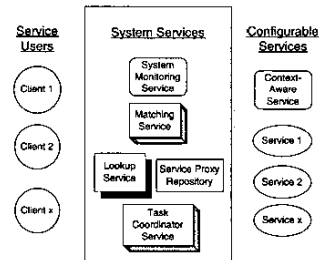 Service
Users
System Services
Configurable
Services
Client 1
Client 2
Client x
System
Monitoring
Service
Matching
Service
Lookup
Service
Service Proxy
Repository
Task
Coordinator
Service
Context-
Aware
Service
Service 1
Service 2
Service x